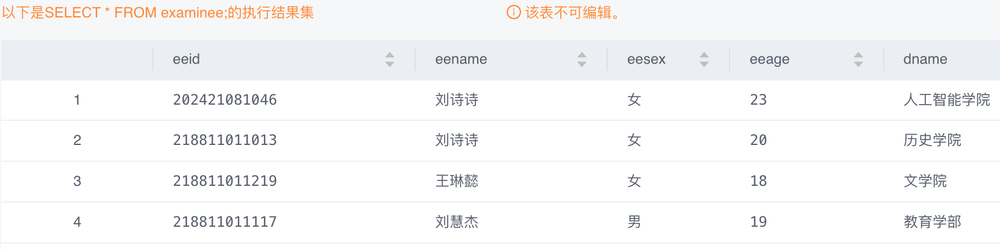 以下是SELECT * FROM examinee;的执行结果集 该表不可编辑。
eeid eename eesex eeage dname
1 202421081046 刘诗诗 女 23 人工智能学院
2 218811011013 刘诗诗 女 20 历史学院
3 218811011219 王琳懿 女 18 文学院
4 218811011117 刘慧杰 男 19 教育学部